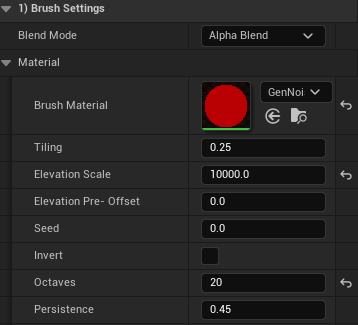 1) Brush Settings
Blend Mode Alpha Blend
Material
Brush Material GenNoi
Tiling 0.25
Elevation Scale 10000.0
Elevation Pre- Offset 0.0
Seed 0.0
Invert
Octaves 20
Persistence 0.45